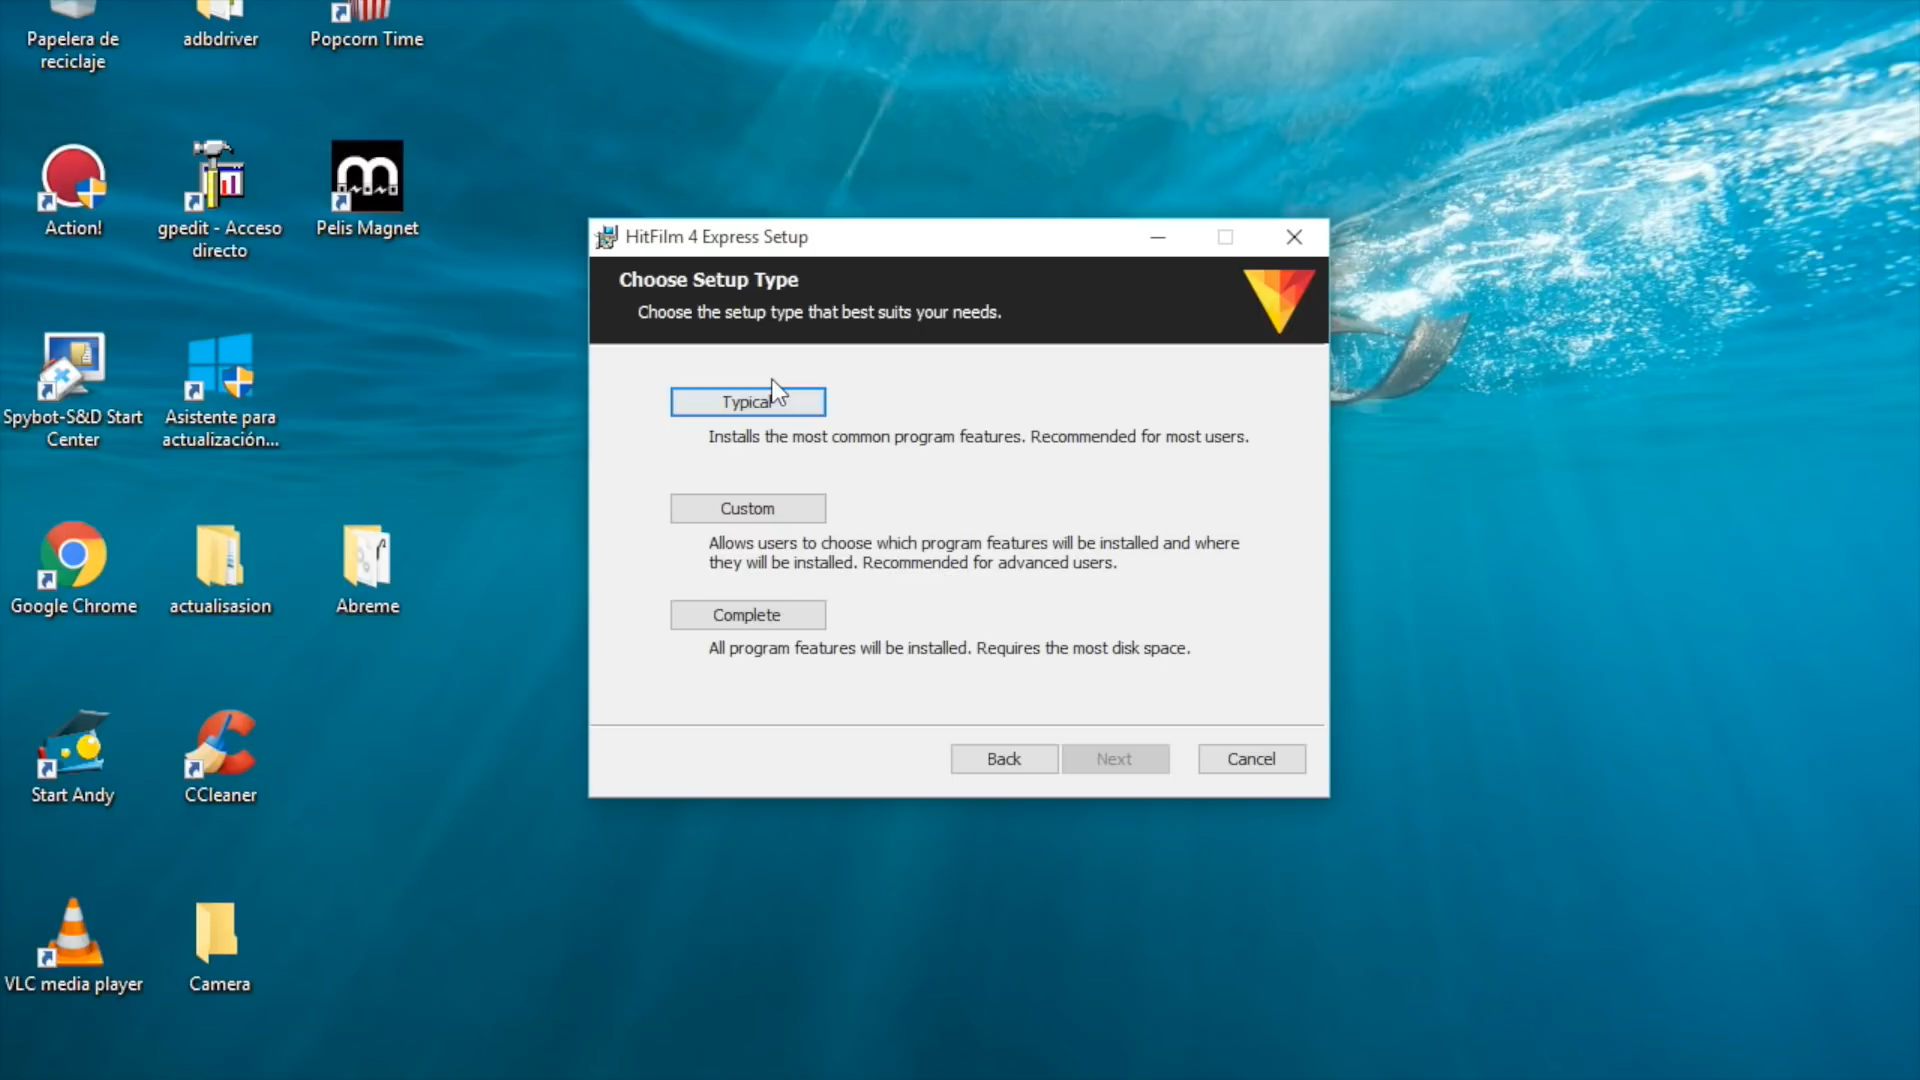 Papelera de
reciclaje
adbdriver
Popcorn Time
Action!
gpedit - Acceso
directo
Pelis Magnet
Spybot-S&D Start
Center
Asistente para
actualización...
Google Chrome
actualisasion
Abreme
Start Andy
CCleaner
VLC media player
Camera
HitFilm 4 Express Setup
Choose Setup Type
Choose the setup type that best suits your needs.
Typical
Installs the most common program features. Recommended for most users.
Custom
Allows users to choose which program features will be installed and where
they will be installed. Recommended for advanced users.
Complete
All program features will be installed. Requires the most disk space.
Back
Next
Cancel